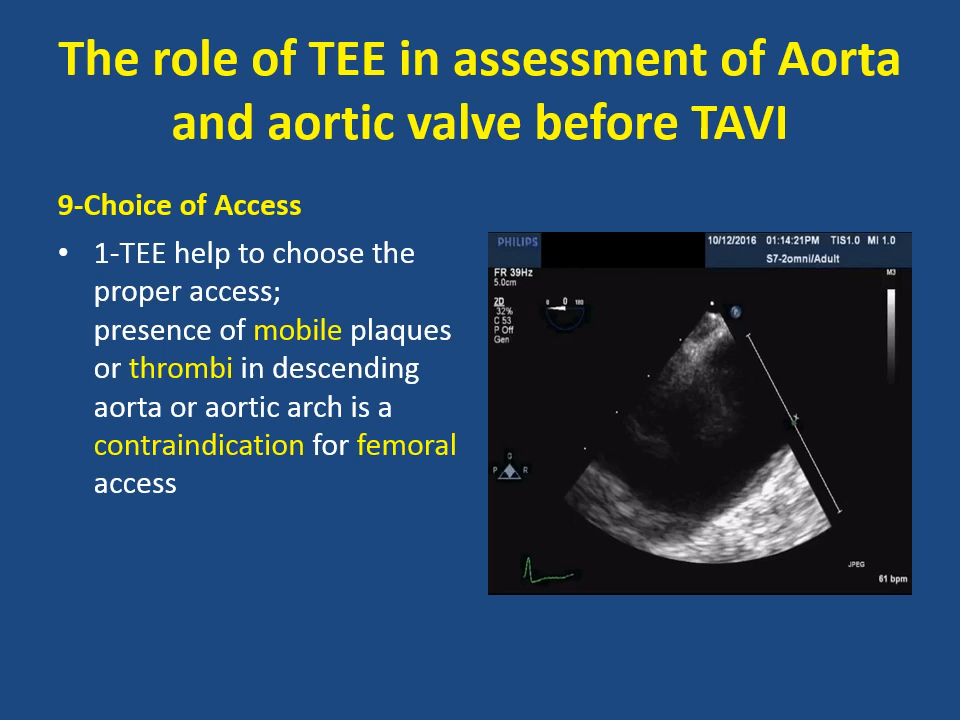 The role of TEE in assessment of Aorta
and aortic valve before TAVI
9-Choice of Access
• 1-TEE help to choose the
proper access;
presence of mobile plaques
or thrombi in descending
aorta or aortic arch is a
contraindication for femoral
access
PHILIPS
10/12/2016 01:14:21PM TIS1.0 MI 1.0
S7-2omni/Adult
FR 39Hz
5.0cm
M3
2D
32%
C 53
P Off
Gen
0 0 180
P R
JPEG
61 bpm